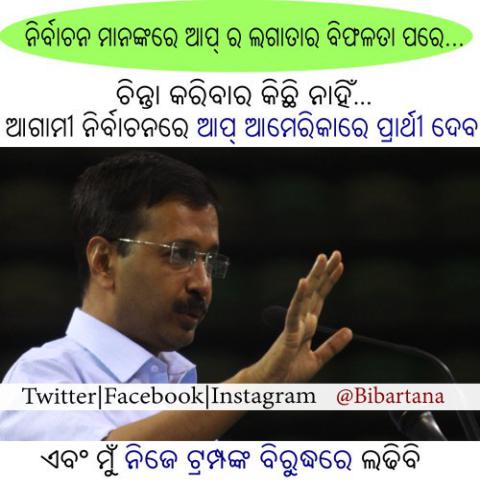 ନିର୍ବାଚନ ମାନଙ୍କରେ ଆପ୍ ର ଲଗାତାର ବିଫଳତା ପରେ...
ଚିନ୍ତା କରିବାର କିଛି ନାହିଁ...
ଆଗାମୀ ନିର୍ବାଚନରେ ଆପ୍ ଆମେରିକାରେ ପ୍ରାର୍ଥୀ ଦେବ
Twitter|Facebook|Instagram @Bibartana
ଏବଂ ମୁଁ ନିଜେ ଟ୍ରମ୍ପଙ୍କ ବିରୁଦ୍ଧରେ ଲଢିବି